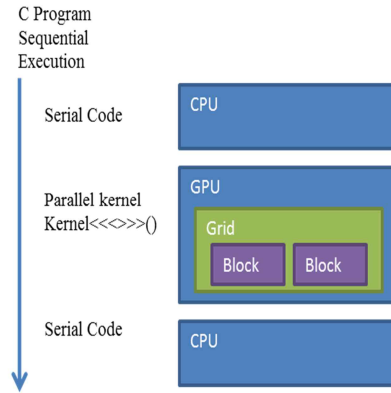 C Program
Sequential
Execution
Serial Code
CPU
Parallel kernel
Kernel<<<>>>()
GPU
Grid
Block
Block
Serial Code
CPU